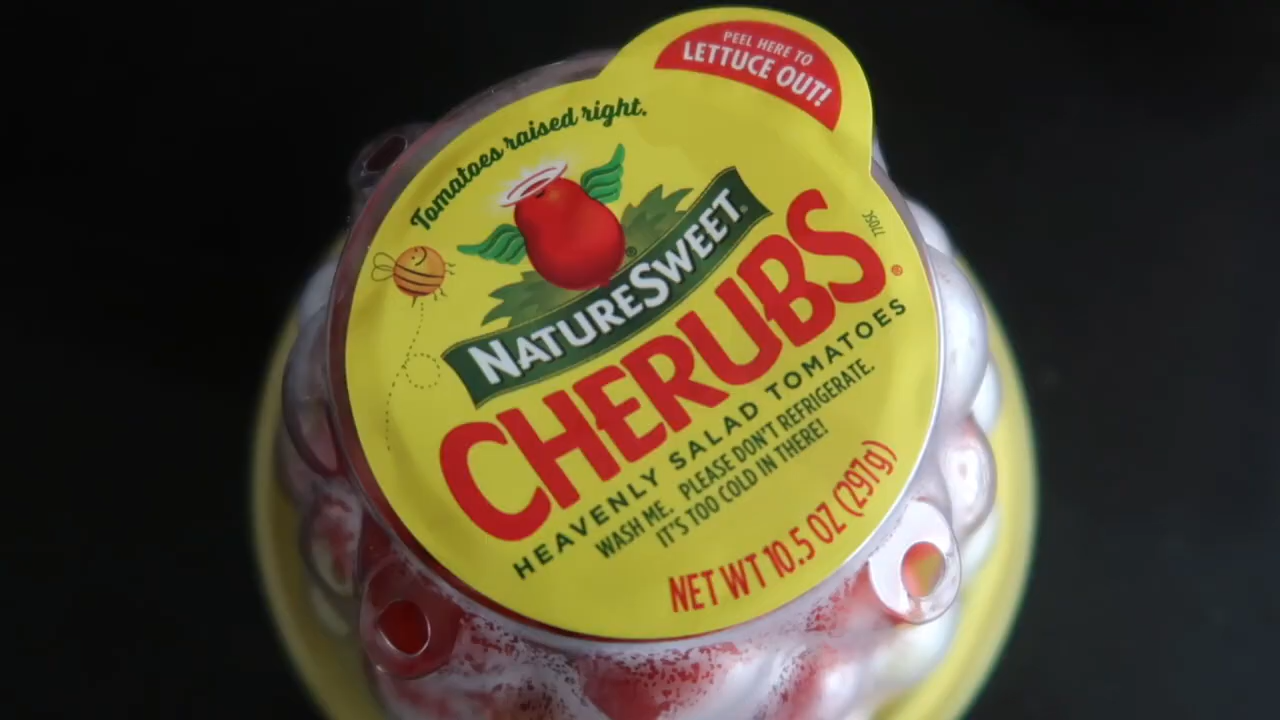 PEEL HERE TO
LETTUCE OUT!
Tomatoes raised right.
NATURESWEET®
CHERUBS®
HEAVENLY SALAD TOMATOES
WASH ME. PLEASE DON'T REFRIGERATE.
IT'S TOO COLD IN THERE!
NET WT 10.5 OZ (297g)